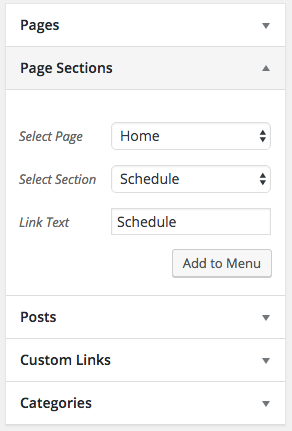 Pages
Page Sections
Select Page Home
Select Section Schedule
Link Text Schedule
Add to Menu
Posts
Custom Links
Categories